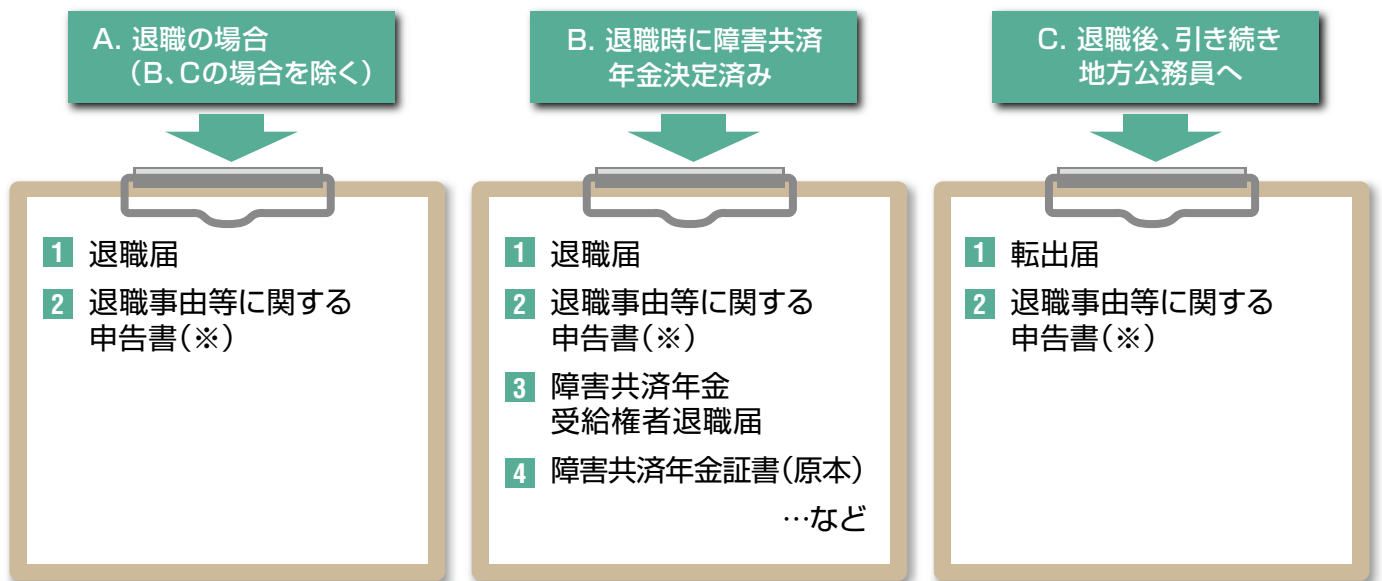 A. 退職の場合
（B、Cの場合を除く）
1 退職届
2 退職事由等に関する
申告書（※）
B. 退職時に障害共済
年金決定済み
1 退職届
2 退職事由等に関する
申告書（※）
3 障害共済年金
受給権者退職届
4 障害共済年金証書（原本）
…など
C. 退職後、引き続き
地方公務員へ
1 転出届
2 退職事由等に関する
申告書（※）